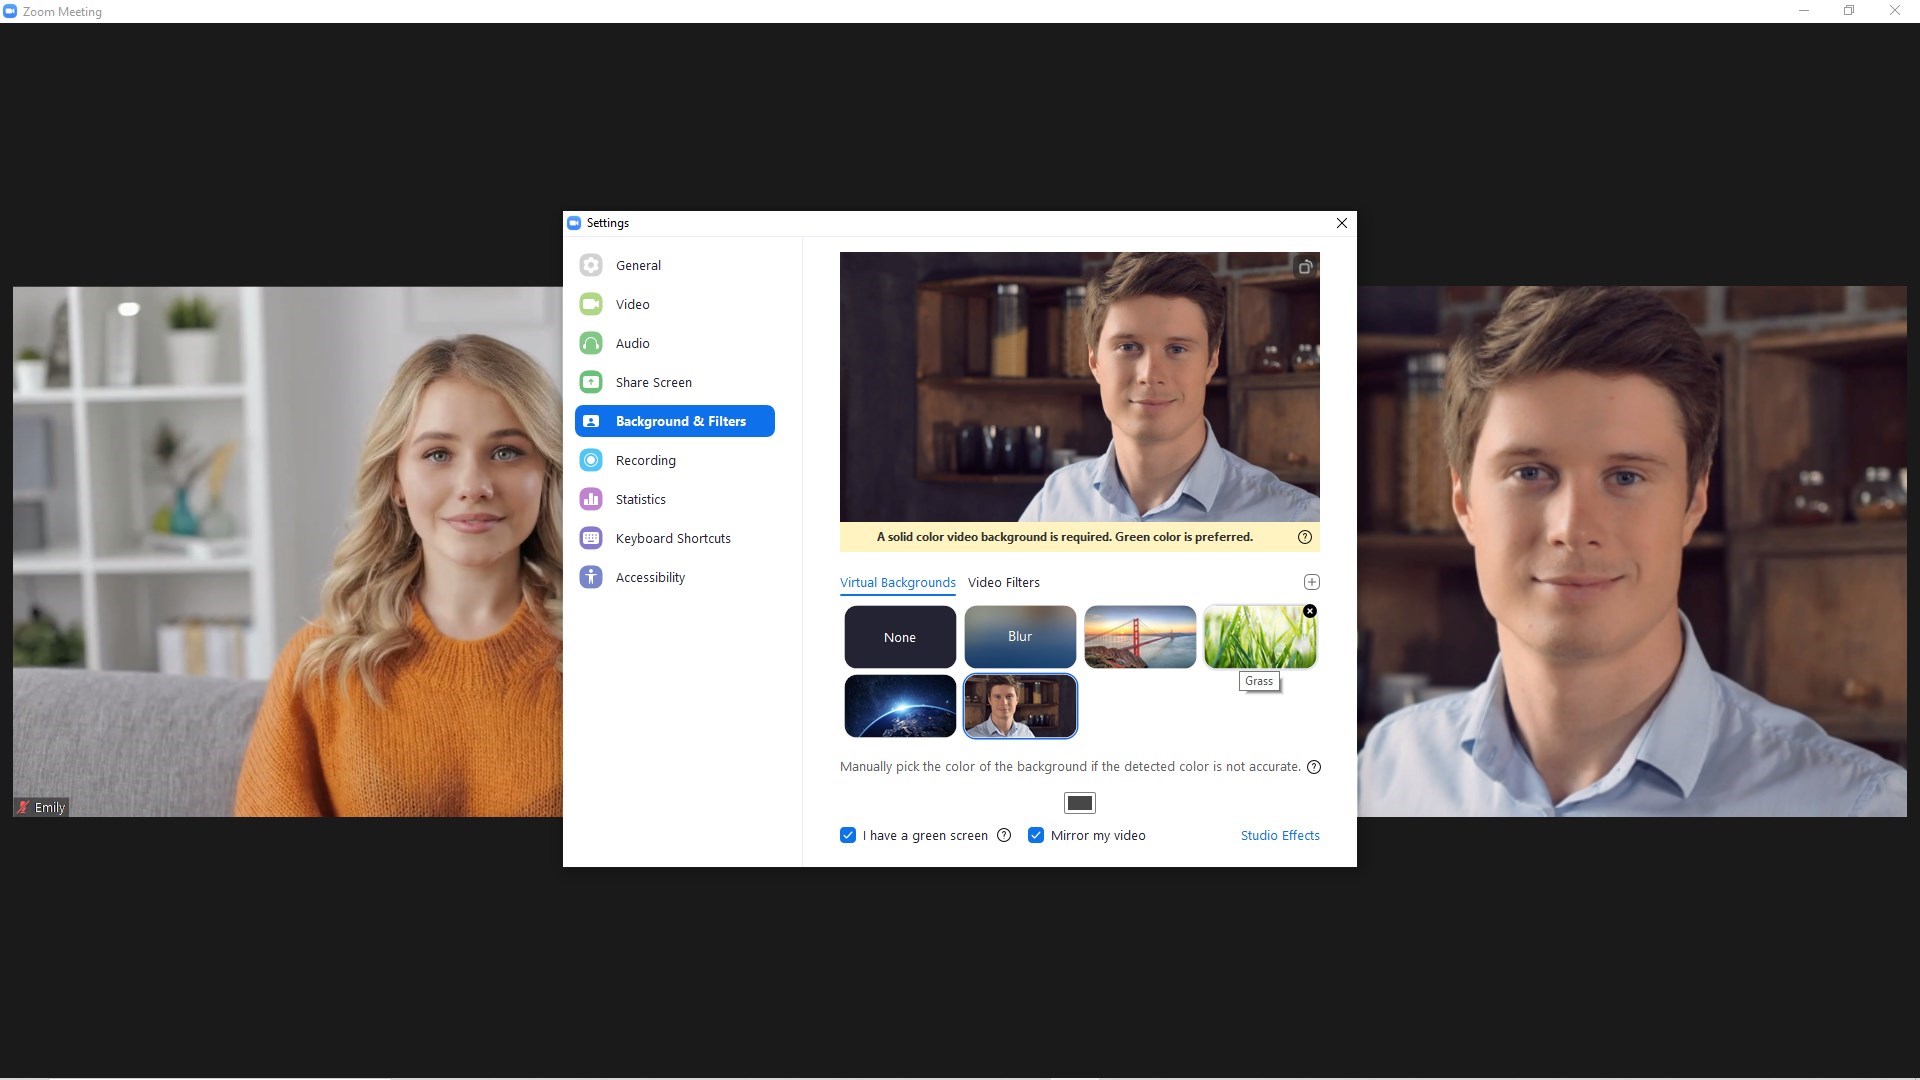 Zoom Meeting
Settings
General
Video
Audio
Share Screen
Background & Filters
Recording
Statistics
Keyboard Shortcuts
Accessibility
A solid color video background is required. Green color is preferred.
Virtual Backgrounds
Video Filters
None
Blur
Grass
Manually pick the color of the background if the detected color is not accurate.
I have a green screen
Mirror my video
Studio Effects
Emily